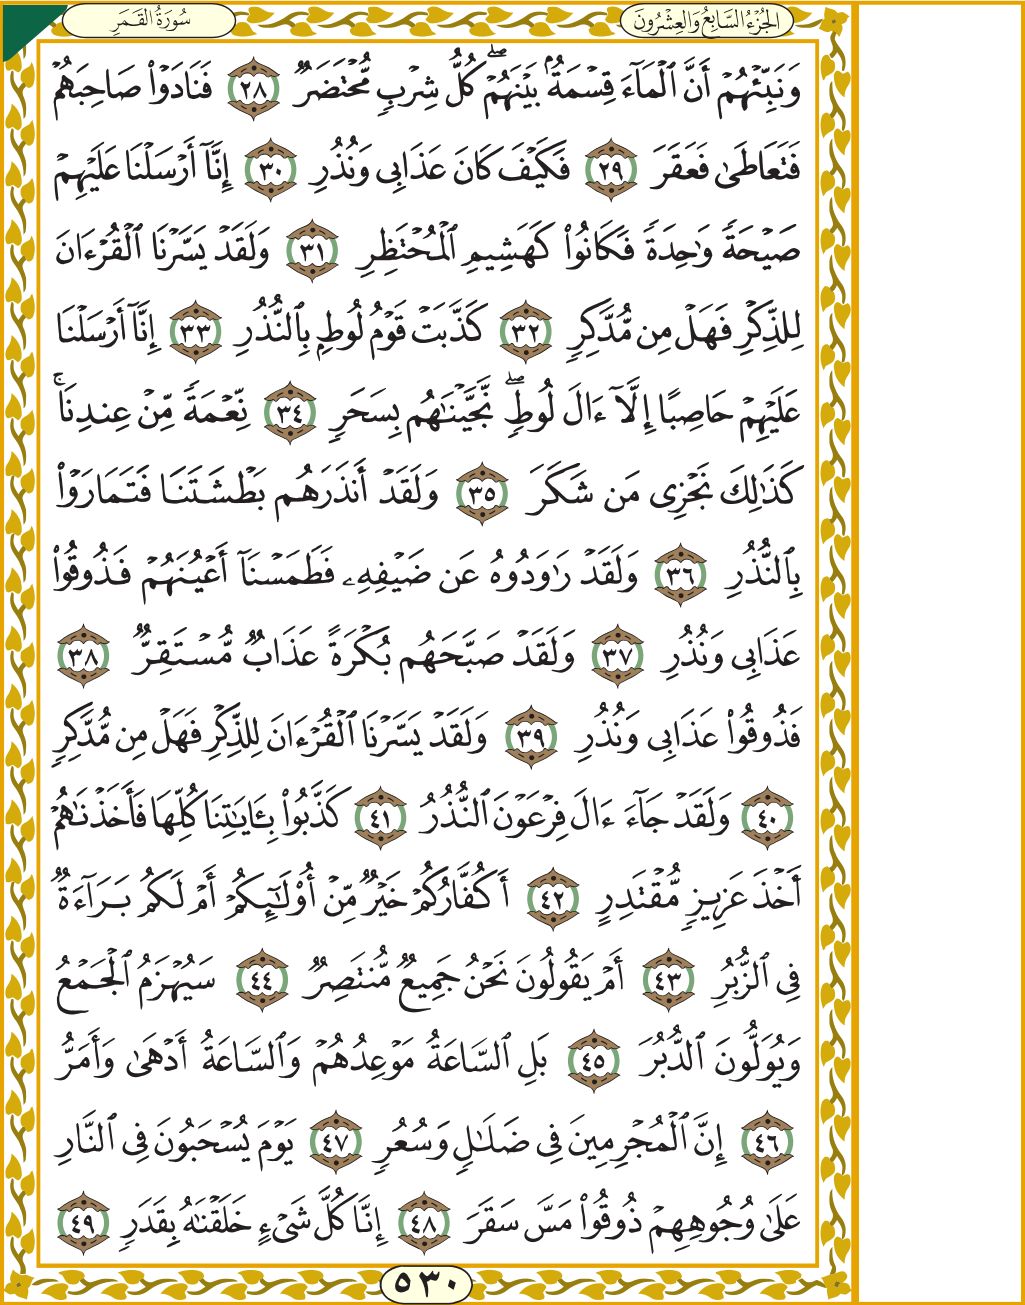 الجُزْءُ السَّابِعُ وَالعِشْرُونَ
سُورَةُ القَمَرِ
وَنَبِّئْهُمْ أَنَّ ٱلْمَآءَ قِسْمَةٌۢ بَيْنَهُمْۖ كُلُّ شِرْبٍ مُّحْتَضَرٌ ٢٨ فَنَادَوْا۟ صَاحِبَهُمْ
فَتَعَاطَىٰ فَعَقَرَ ٢٩ فَكَيْفَ كَانَ عَذَابِى وَنُذُرِ ٣٠ إِنَّآ أَرْسَلْنَا عَلَيْهِمْ
صَيْحَةً وَٰحِدَةً فَكَانُوا۟ كَهَشِيمِ ٱلْمُحْتَظِرِ ٣١ وَلَقَدْ يَسَّرْنَا ٱلْقُرْءَانَ
لِلذِّكْرِ فَهَلْ مِن مُّدَّكِرٍ ٣٢ كَذَّبَتْ قَوْمُ لُوطٍۭ بِٱلنُّذُرِ ٣٣ إِنَّآ أَرْسَلْنَا
عَلَيْهِمْ حَاصِبًا إِلَّآ ءَالَ لُوطٍۖ نَّجَّيْنَٰهُم بِسَحَرٍ ٣٤ نِّعْمَةً مِّنْ عِندِنَاۚ
كَذَٰلِكَ نَجْزِى مَن شَكَرَ ٣٥ وَلَقَدْ أَنذَرَهُم بَطْشَتَنَا فَتَمَارَوْا۟
بِٱلنُّذُرِ ٣٦ وَلَقَدْ رَٰوَدُوهُ عَن ضَيْفِهِۦ فَطَمَسْنَآ أَعْيُنَهُمْ فَذُوقُوا۟
عَذَابِى وَنُذُرِ ٣٧ وَلَقَدْ صَبَّحَهُم بُكْرَةً عَذَابٌ مُّسْتَقِرٌّ ٣٨
فَذُوقُوا۟ عَذَابِى وَنُذُرِ ٣٩ وَلَقَدْ يَسَّرْنَا ٱلْقُرْءَانَ لِلذِّكْرِ فَهَلْ مِن مُّدَّكِرٍ
٤٠ وَلَقَدْ جَآءَ ءَالَ فِرْعَوْنَ ٱلنُّذُرُ ٤١ كَذَّبُوا۟ بِـَٔايَٰتِنَا كُلِّهَا فَأَخَذْنَٰهُمْ
أَخْذَ عَزِيزٍ مُّقْتَدِرٍ ٤٢ أَكُفَّارُكُمْ خَيْرٌ مِّنْ أُو۟لَٰٓئِكُمْ أَمْ لَكُم بَرَآءَةٌ
فِى ٱلزُّبُرِ ٤٣ أَمْ يَقُولُونَ نَحْنُ جَمِيعٌ مُّنتَصِرٌ ٤٤ سَيُهْزَمُ ٱلْجَمْعُ
وَيُوَلُّونَ ٱلدُّبُرَ ٤٥ بَلِ ٱلسَّاعَةُ مَوْعِدُهُمْ وَٱلسَّاعَةُ أَدْهَىٰ وَأَمَرُّ
٤٦ إِنَّ ٱلْمُجْرِمِينَ فِى ضَلَٰلٍ وَسُعُرٍ ٤٧ يَوْمَ يُسْحَبُونَ فِى ٱلنَّارِ
عَلَىٰ وُجُوهِهِمْ ذُوقُوا۟ مَسَّ سَقَرَ ٤٨ إِنَّا كُلَّ شَىْءٍ خَلَقْنَٰهُ بِقَدَرٍ ٤٩
٥٣٠